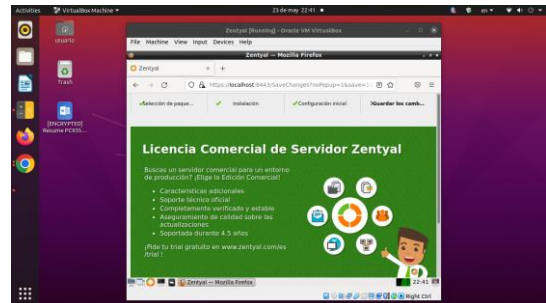 Activities
VirtualBox Machine
23 de may 22:41
en
usuario
Trash
[ENCRYPTED]
Resume PC835...
Zentyal [Running] - Oracle VM VirtualBox
File Machine View Input Devices Help
Zentyal — Mozilla Firefox
Zentyal
https://localhost:8443/SaveChanges?noPopup=1&save=1
Selección de paque...
Instalación
Configuración inicial
Guardar los camb...
Licencia Comercial de Servidor Zentyal
Buscas un servidor comercial para un entorno
de producción? ¡Elige la Edición Comercial!
• Características adicionales
• Soporte técnico oficial
• Completamente verificado y estable
• Aseguramiento de calidad sobre las
actualizaciones
• Soportada durante 4.5 años
¡Pide tu trial gratuito en www.zentyal.com/es
/trial !
Zentyal — Mozilla Firefox
22:41
Right Ctrl